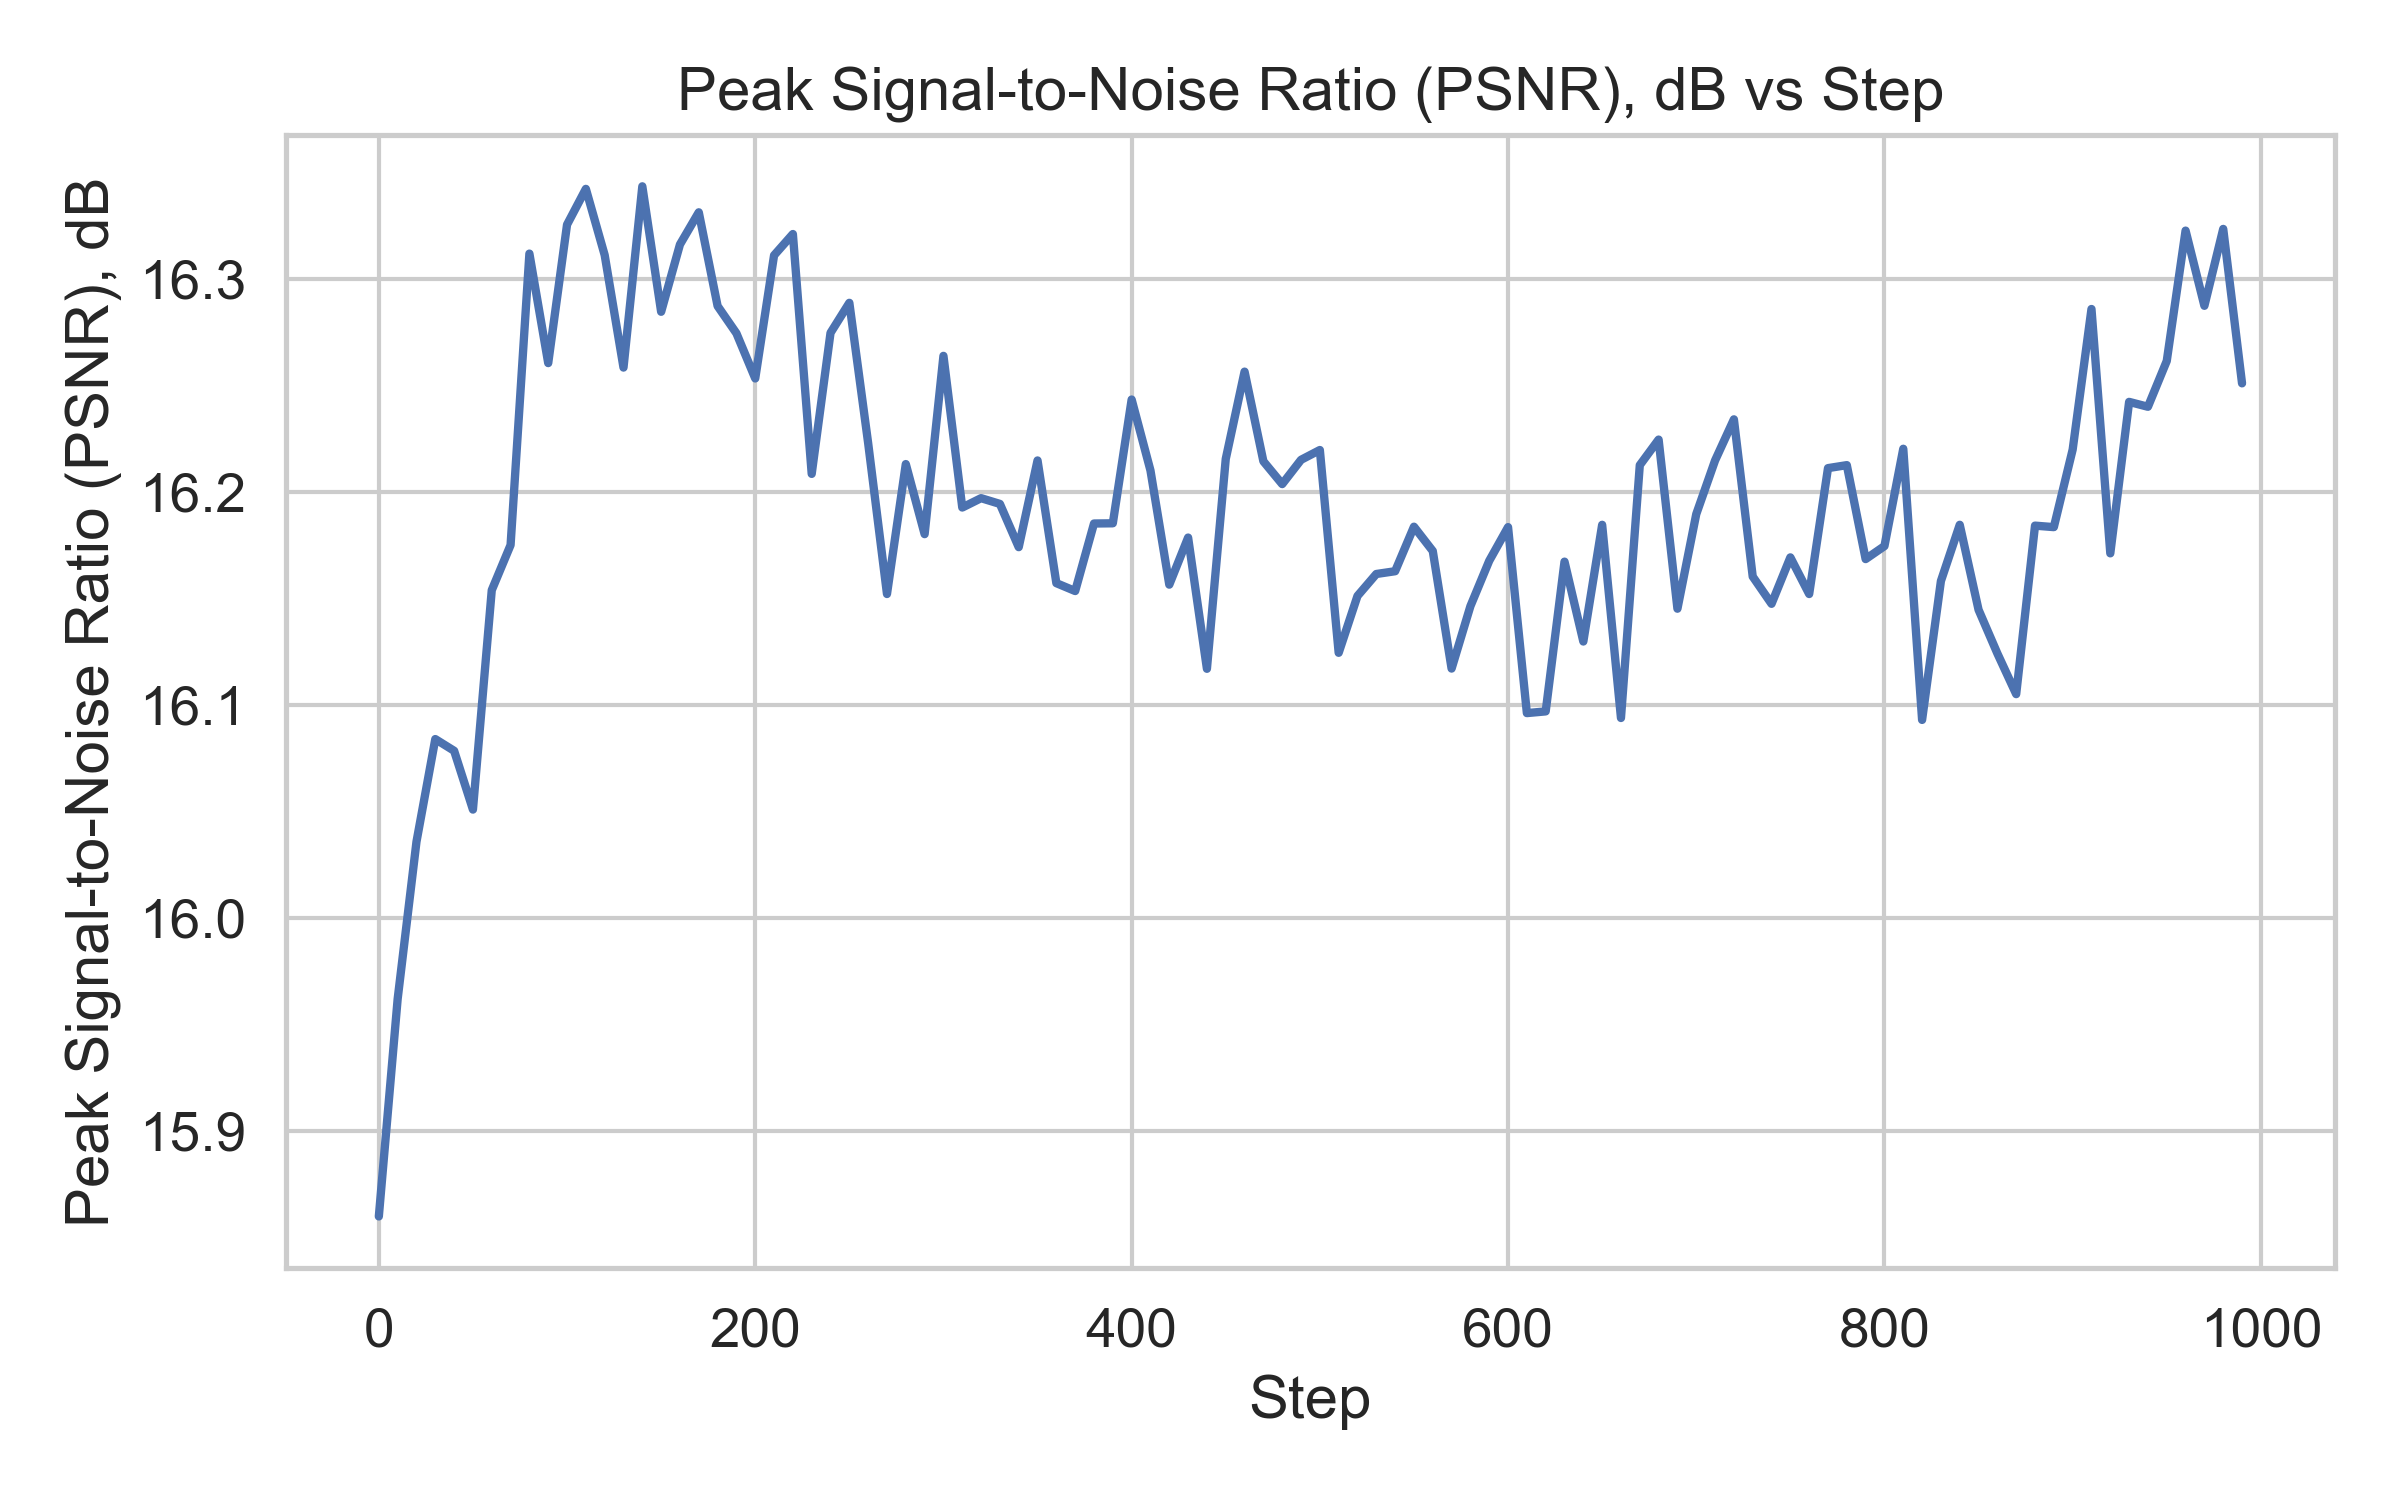 Peak Signal-to-Noise Ratio (PSNR), dB vs Step
Peak Signal-to-Noise Ratio (PSNR), dB
16.3
16.2
16.1
16.0
15.9
0 200 400 600 800 1000
Step